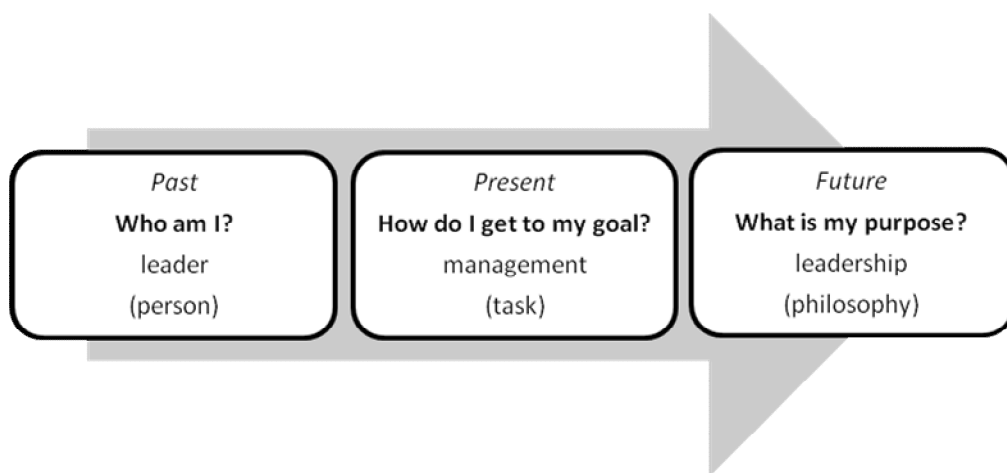 Past
Who am I?
leader
(person)
Present
How do I get to my goal?
management
(task)
Future
What is my purpose?
leadership
(philosophy)